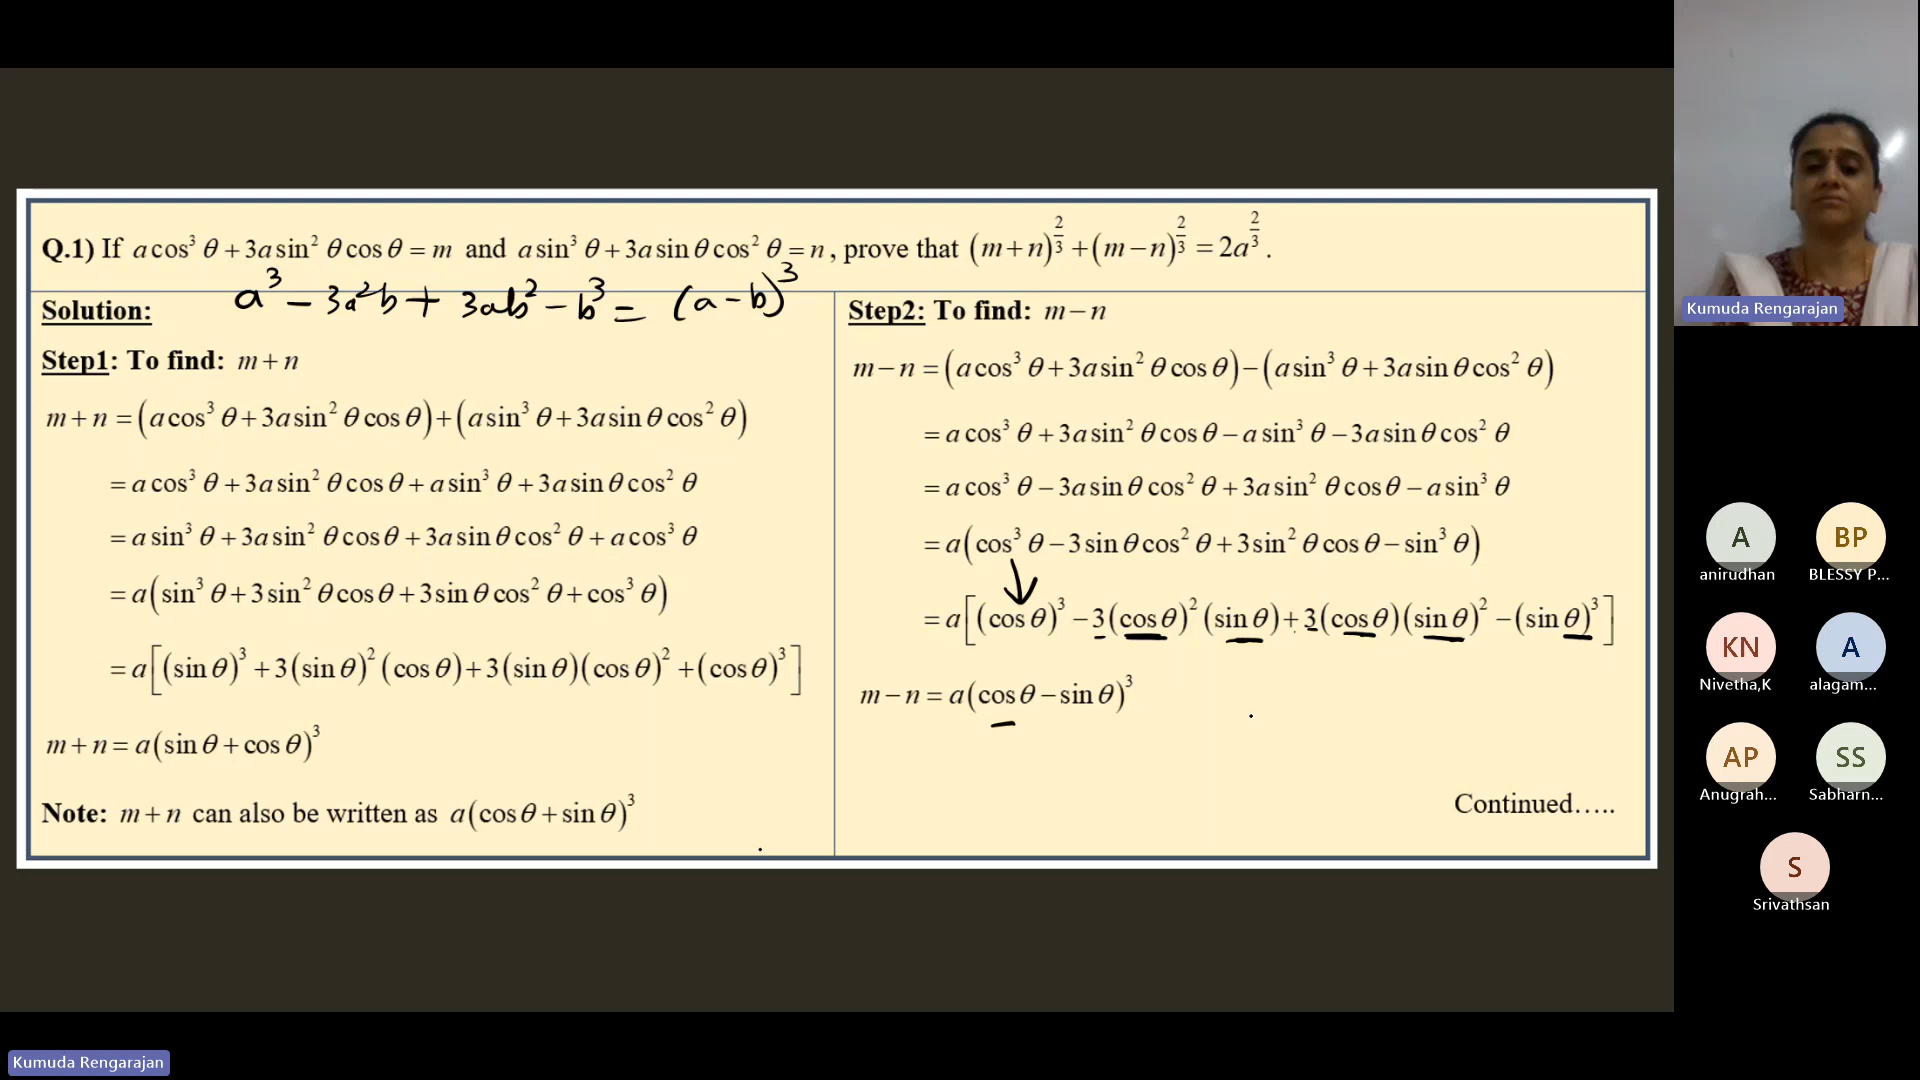 Q.1) If a cos³ θ + 3a sin² θ cos θ = m and a sin³ θ + 3a sin θ cos² θ = n, prove that (m+n)^(2/3) + (m−n)^(2/3) = 2a^(2/3).
a³ − 3a²b + 3ab² − b³ = (a − b)³
Solution:
Step1: To find: m + n
m + n = (a cos³ θ + 3a sin² θ cos θ) + (a sin³ θ + 3a sin θ cos² θ)
= a cos³ θ + 3a sin² θ cos θ + a sin³ θ + 3a sin θ cos² θ
= a sin³ θ + 3a sin² θ cos θ + 3a sin θ cos² θ + a cos³ θ
= a(sin³ θ + 3 sin² θ cos θ + 3 sin θ cos² θ + cos³ θ)
= a[(sin θ)³ + 3(sin θ)² (cos θ) + 3(sin θ)(cos θ)² + (cos θ)³]
m + n = a(sin θ + cos θ)³
Note: m + n can also be written as a(cos θ + sin θ)³
Step2: To find: m − n
m − n = (a cos³ θ + 3a sin² θ cos θ) − (a sin³ θ + 3a sin θ cos² θ)
= a cos³ θ + 3a sin² θ cos θ − a sin³ θ − 3a sin θ cos² θ
= a cos³ θ − 3a sin θ cos² θ + 3a sin² θ cos θ − a sin³ θ
= a(cos³ θ − 3 sin θ cos² θ + 3 sin² θ cos θ − sin³ θ)
= a[(cos θ)³ − 3(cos θ)² (sin θ) + 3(cos θ)(sin θ)² − (sin θ)³]
m − n = a(cos θ − sin θ)³
Continued…..
Kumuda Rengarajan
A
anirudhan
BP
BLESSY P...
KN
Nivetha,K
A
alagam...
AP
Anugrah...
SS
Sabharn...
S
Srivathsan
Kumuda Rengarajan